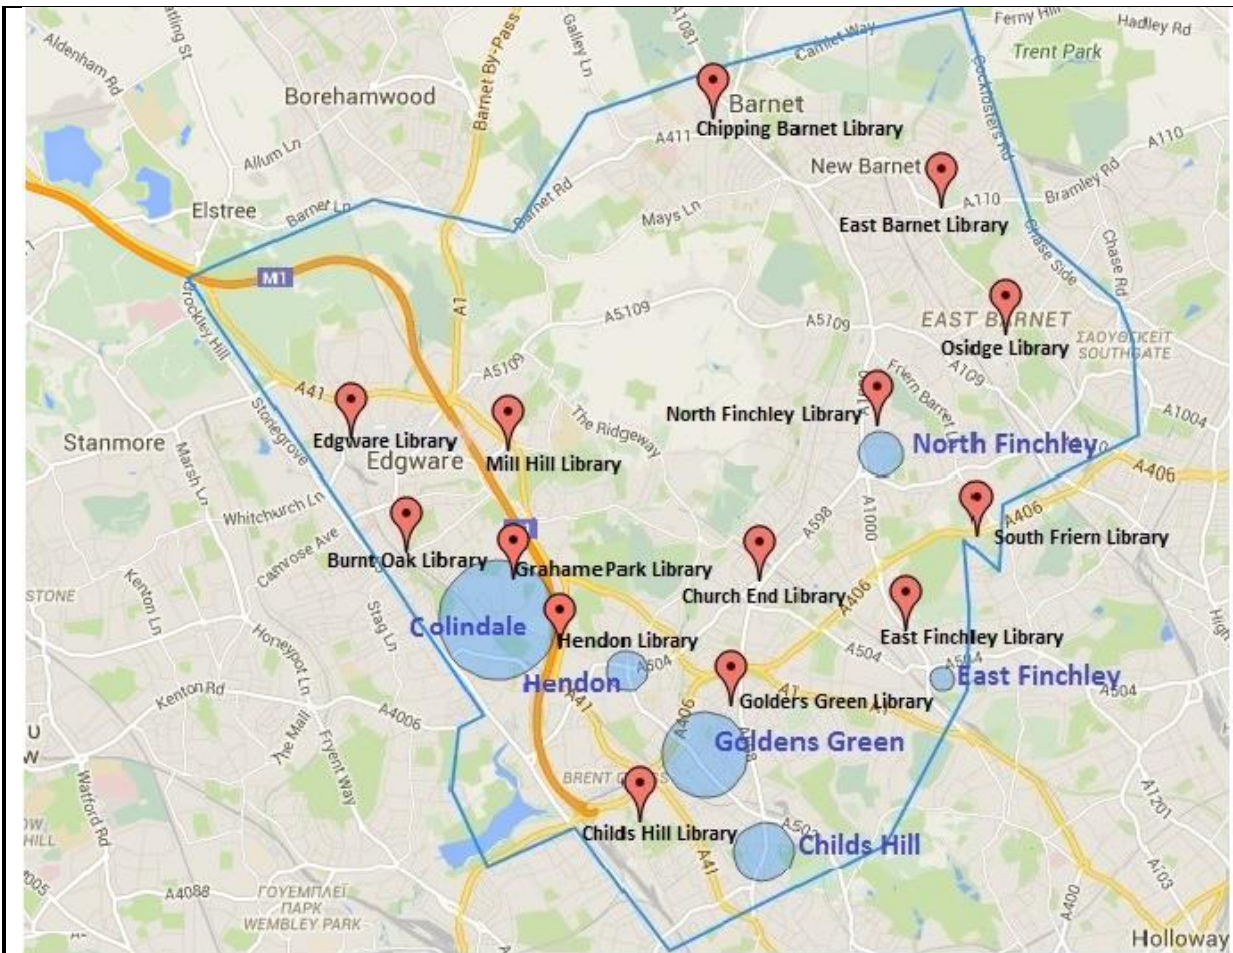 Ferny Hill
Hadley Rd
A1081
Galley Ln
Barnet By-Pass
Aldenham Rd
Camlet Way
Trent Park
Cockfosters Rd
Borehamwood
Barnet
Chipping Barnet Library
A411
A110
Allum Ln
New Barnet
Bramley Rd
A110
Elstree
Barnet Rd
Mays Ln
East Barnet Library
Chase Side
Chase Rd
M1
Brockley Hill
A1
A5109
A5109
EAST BARNET
Osidge Library
ΣΑΟΥΘΓΚΕΪΤ
SOUTHGATE
A5109
A109
A41
Stonegrove
The Ridgeway
North Finchley Library
A1004
Stanmore
Edgware Library
Edgware
Mill Hill Library
North Finchley
Marsh Ln
A406
Whitchurch Ln
A598
A1000
A406
South Friern Library
Camrose Ave
Burnt Oak Library
Grahame Park Library
Church End Library
A406
STONE
Kenton Ln
Stag Ln
Colindale
Hendon Library
East Finchley Library
High
Honeypot Ln
A504
A504
Hendon
East Finchley
A504
Kenton Rd
A41
A406
Golders Green Library
A1
A4006
The Mall
Fryent Way
Goldens Green
Watford Rd
Childs Hill Library
A1201
Childs Hill
A41
A4088
ΓΟΥΕΜΠΛΕΪ
ΠΑΡΚ
WEMBLEY PARK
A103
A400
Holloway